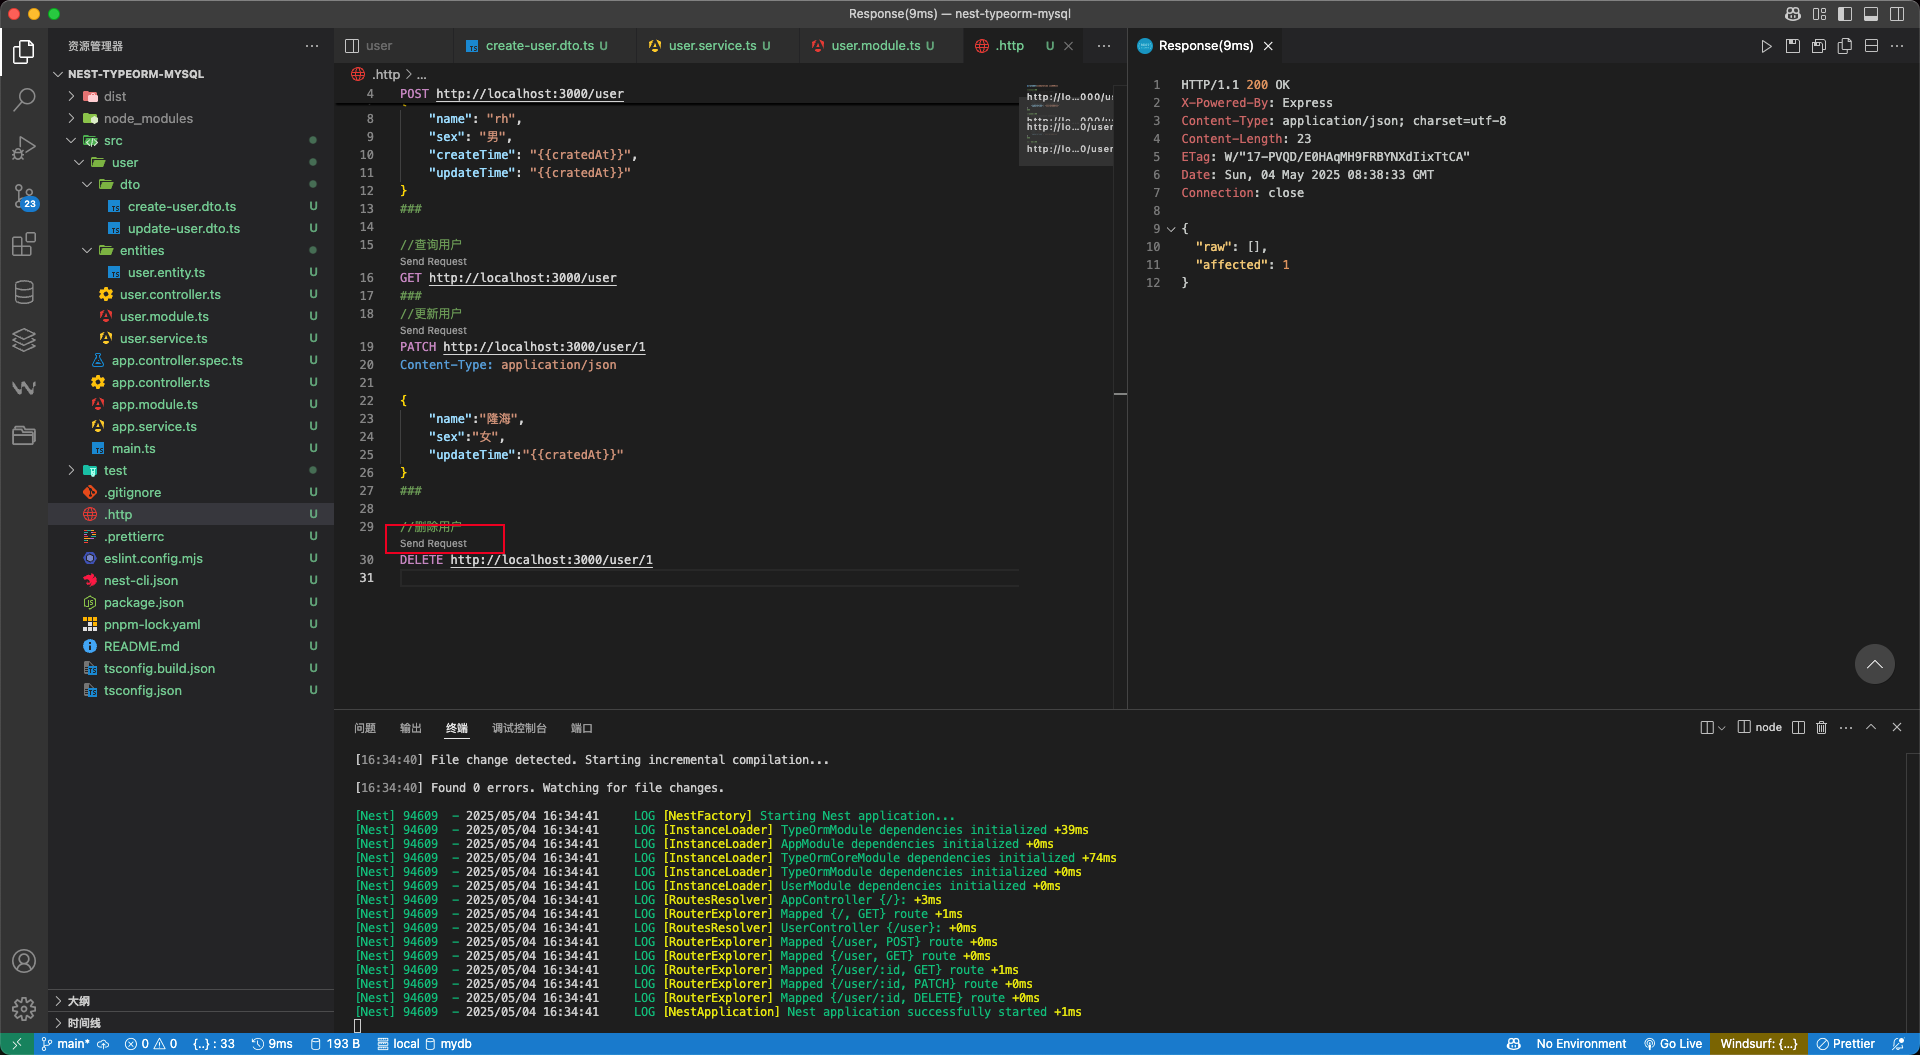 Response(9ms) — nest-typeorm-mysql
资源管理器
NEST-TYPEORM-MYSQL
dist
node_modules
src
user
dto
create-user.dto.ts U
update-user.dto.ts U
entities
user.entity.ts U
user.controller.ts U
user.module.ts U
user.service.ts U
app.controller.spec.ts U
app.controller.ts U
app.module.ts U
app.service.ts U
main.ts U
test
.gitignore U
.http U
.prettierrc U
eslint.config.mjs U
nest-cli.json U
package.json U
pnpm-lock.yaml U
README.md U
tsconfig.build.json U
tsconfig.json U
大纲
时间线
23
user
create-user.dto.ts U
user.service.ts U
user.module.ts U
.http U
.http > ...
4 POST http://localhost:3000/user
8 "name": "rh",
9 "sex": "男",
10 "createTime": "{{cratedAt}}",
11 "updateTime": "{{cratedAt}}"
12 }
13 ###
14
15 //查询用户
Send Request
16 GET http://localhost:3000/user
17 ###
18 //更新用户
Send Request
19 PATCH http://localhost:3000/user/1
20 Content-Type: application/json
21
22 {
23 "name":"隆海",
24 "sex":"女",
25 "updateTime":"{{cratedAt}}"
26 }
27 ###
28
29 //删除用户
Send Request
30 DELETE http://localhost:3000/user/1
31
http://lo...000/us
http://lo...0/user
http://lo...0/user
Response(9ms)
1 HTTP/1.1 200 OK
2 X-Powered-By: Express
3 Content-Type: application/json; charset=utf-8
4 Content-Length: 23
5 ETag: W/"17-PVQD/E0HAqMH9FRBYNXdIixTtCA"
6 Date: Sun, 04 May 2025 08:38:33 GMT
7 Connection: close
8
9 {
10 "raw": [],
11 "affected": 1
12 }
问题 输出 终端 调试控制台 端口
node
[16:34:40] File change detected. Starting incremental compilation...
[16:34:40] Found 0 errors. Watching for file changes.
[Nest] 94609 - 2025/05/04 16:34:41 LOG [NestFactory] Starting Nest application...
[Nest] 94609 - 2025/05/04 16:34:41 LOG [InstanceLoader] TypeOrmModule dependencies initialized +39ms
[Nest] 94609 - 2025/05/04 16:34:41 LOG [InstanceLoader] AppModule dependencies initialized +0ms
[Nest] 94609 - 2025/05/04 16:34:41 LOG [InstanceLoader] TypeOrmCoreModule dependencies initialized +74ms
[Nest] 94609 - 2025/05/04 16:34:41 LOG [InstanceLoader] TypeOrmModule dependencies initialized +0ms
[Nest] 94609 - 2025/05/04 16:34:41 LOG [InstanceLoader] UserModule dependencies initialized +0ms
[Nest] 94609 - 2025/05/04 16:34:41 LOG [RoutesResolver] AppController {/}: +3ms
[Nest] 94609 - 2025/05/04 16:34:41 LOG [RouterExplorer] Mapped {/, GET} route +1ms
[Nest] 94609 - 2025/05/04 16:34:41 LOG [RoutesResolver] UserController {/user}: +0ms
[Nest] 94609 - 2025/05/04 16:34:41 LOG [RouterExplorer] Mapped {/user, POST} route +0ms
[Nest] 94609 - 2025/05/04 16:34:41 LOG [RouterExplorer] Mapped {/user, GET} route +0ms
[Nest] 94609 - 2025/05/04 16:34:41 LOG [RouterExplorer] Mapped {/user/:id, GET} route +1ms
[Nest] 94609 - 2025/05/04 16:34:41 LOG [RouterExplorer] Mapped {/user/:id, PATCH} route +0ms
[Nest] 94609 - 2025/05/04 16:34:41 LOG [RouterExplorer] Mapped {/user/:id, DELETE} route +0ms
[Nest] 94609 - 2025/05/04 16:34:41 LOG [NestApplication] Nest application successfully started +1ms
main* 0 0 {..} : 33 9ms 193 B local mydb No Environment Go Live Windsurf: {...} Prettier